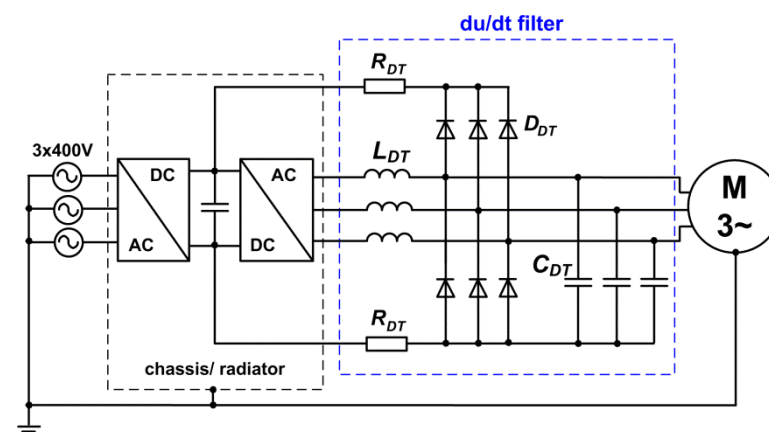 du/dt filter
R_DT
3x400V
DC
AC
AC
DC
L_DT
D_DT
M
3~
C_DT
R_DT
chassis/ radiator